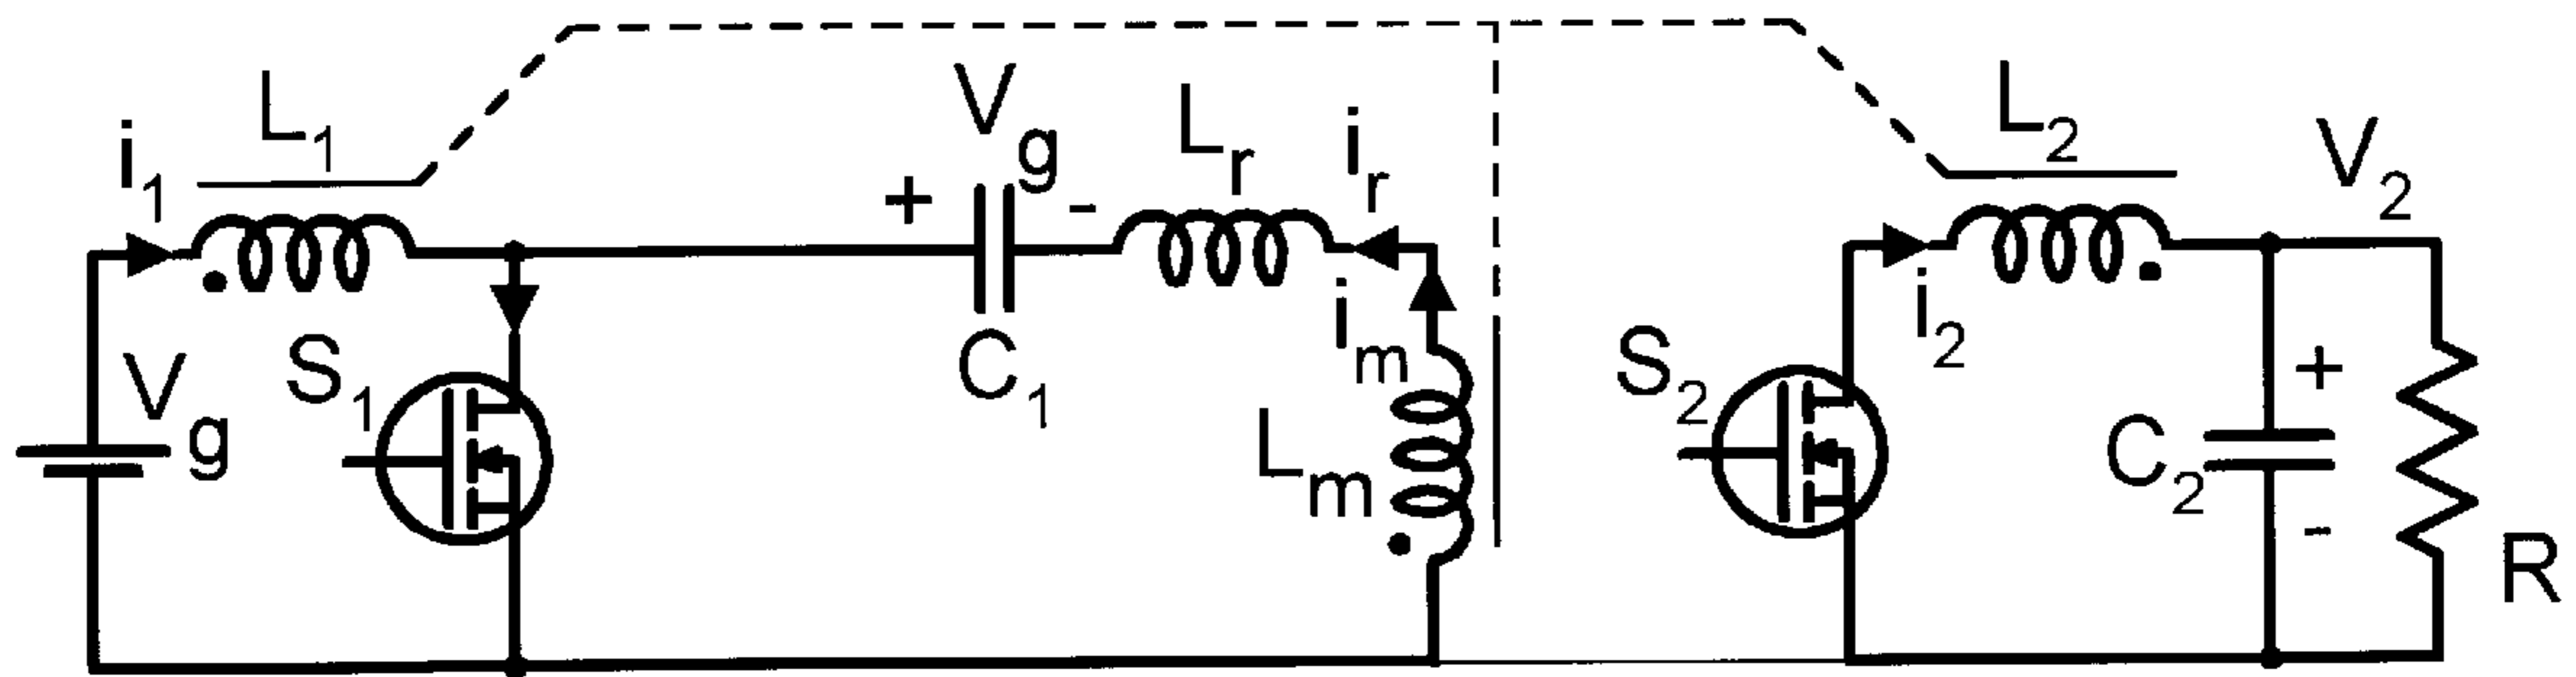 i1
L1
Vg
S1
+
Vg
-
C1
Lr
ir
im
Lm
S2
i2
L2
V2
C2
+
-
R